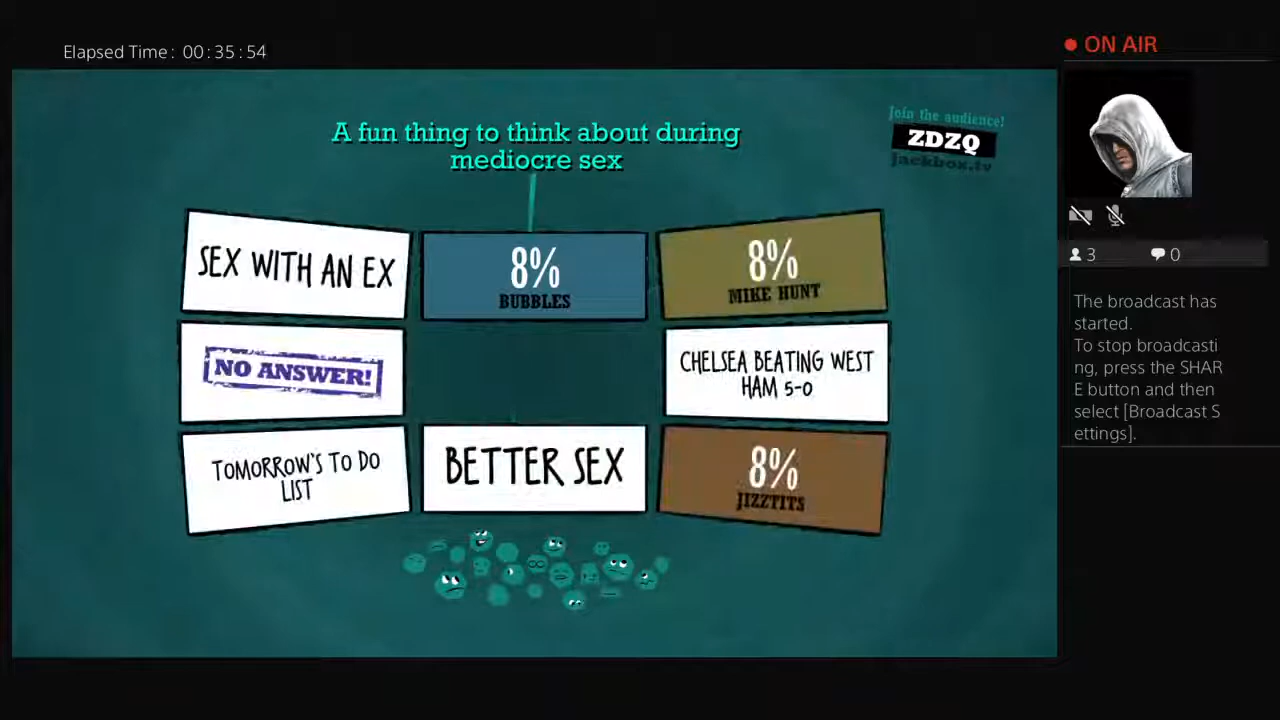 Elapsed Time: 00:35:54
ON AIR
A fun thing to think about during
mediocre sex
Join the audience!
ZDZQ
jackbox.tv
SEX WITH AN EX
8%
BUBBLES
8%
MIKE HUNT
NO ANSWER!
CHELSEA BEATING WEST
HAM 5-0
TOMORROW'S TO DO
LIST
BETTER SEX
8%
JIZZTITS
3
0
The broadcast has
started.
To stop broadcasti
ng, press the SHAR
E button and then
select [Broadcast S
ettings].